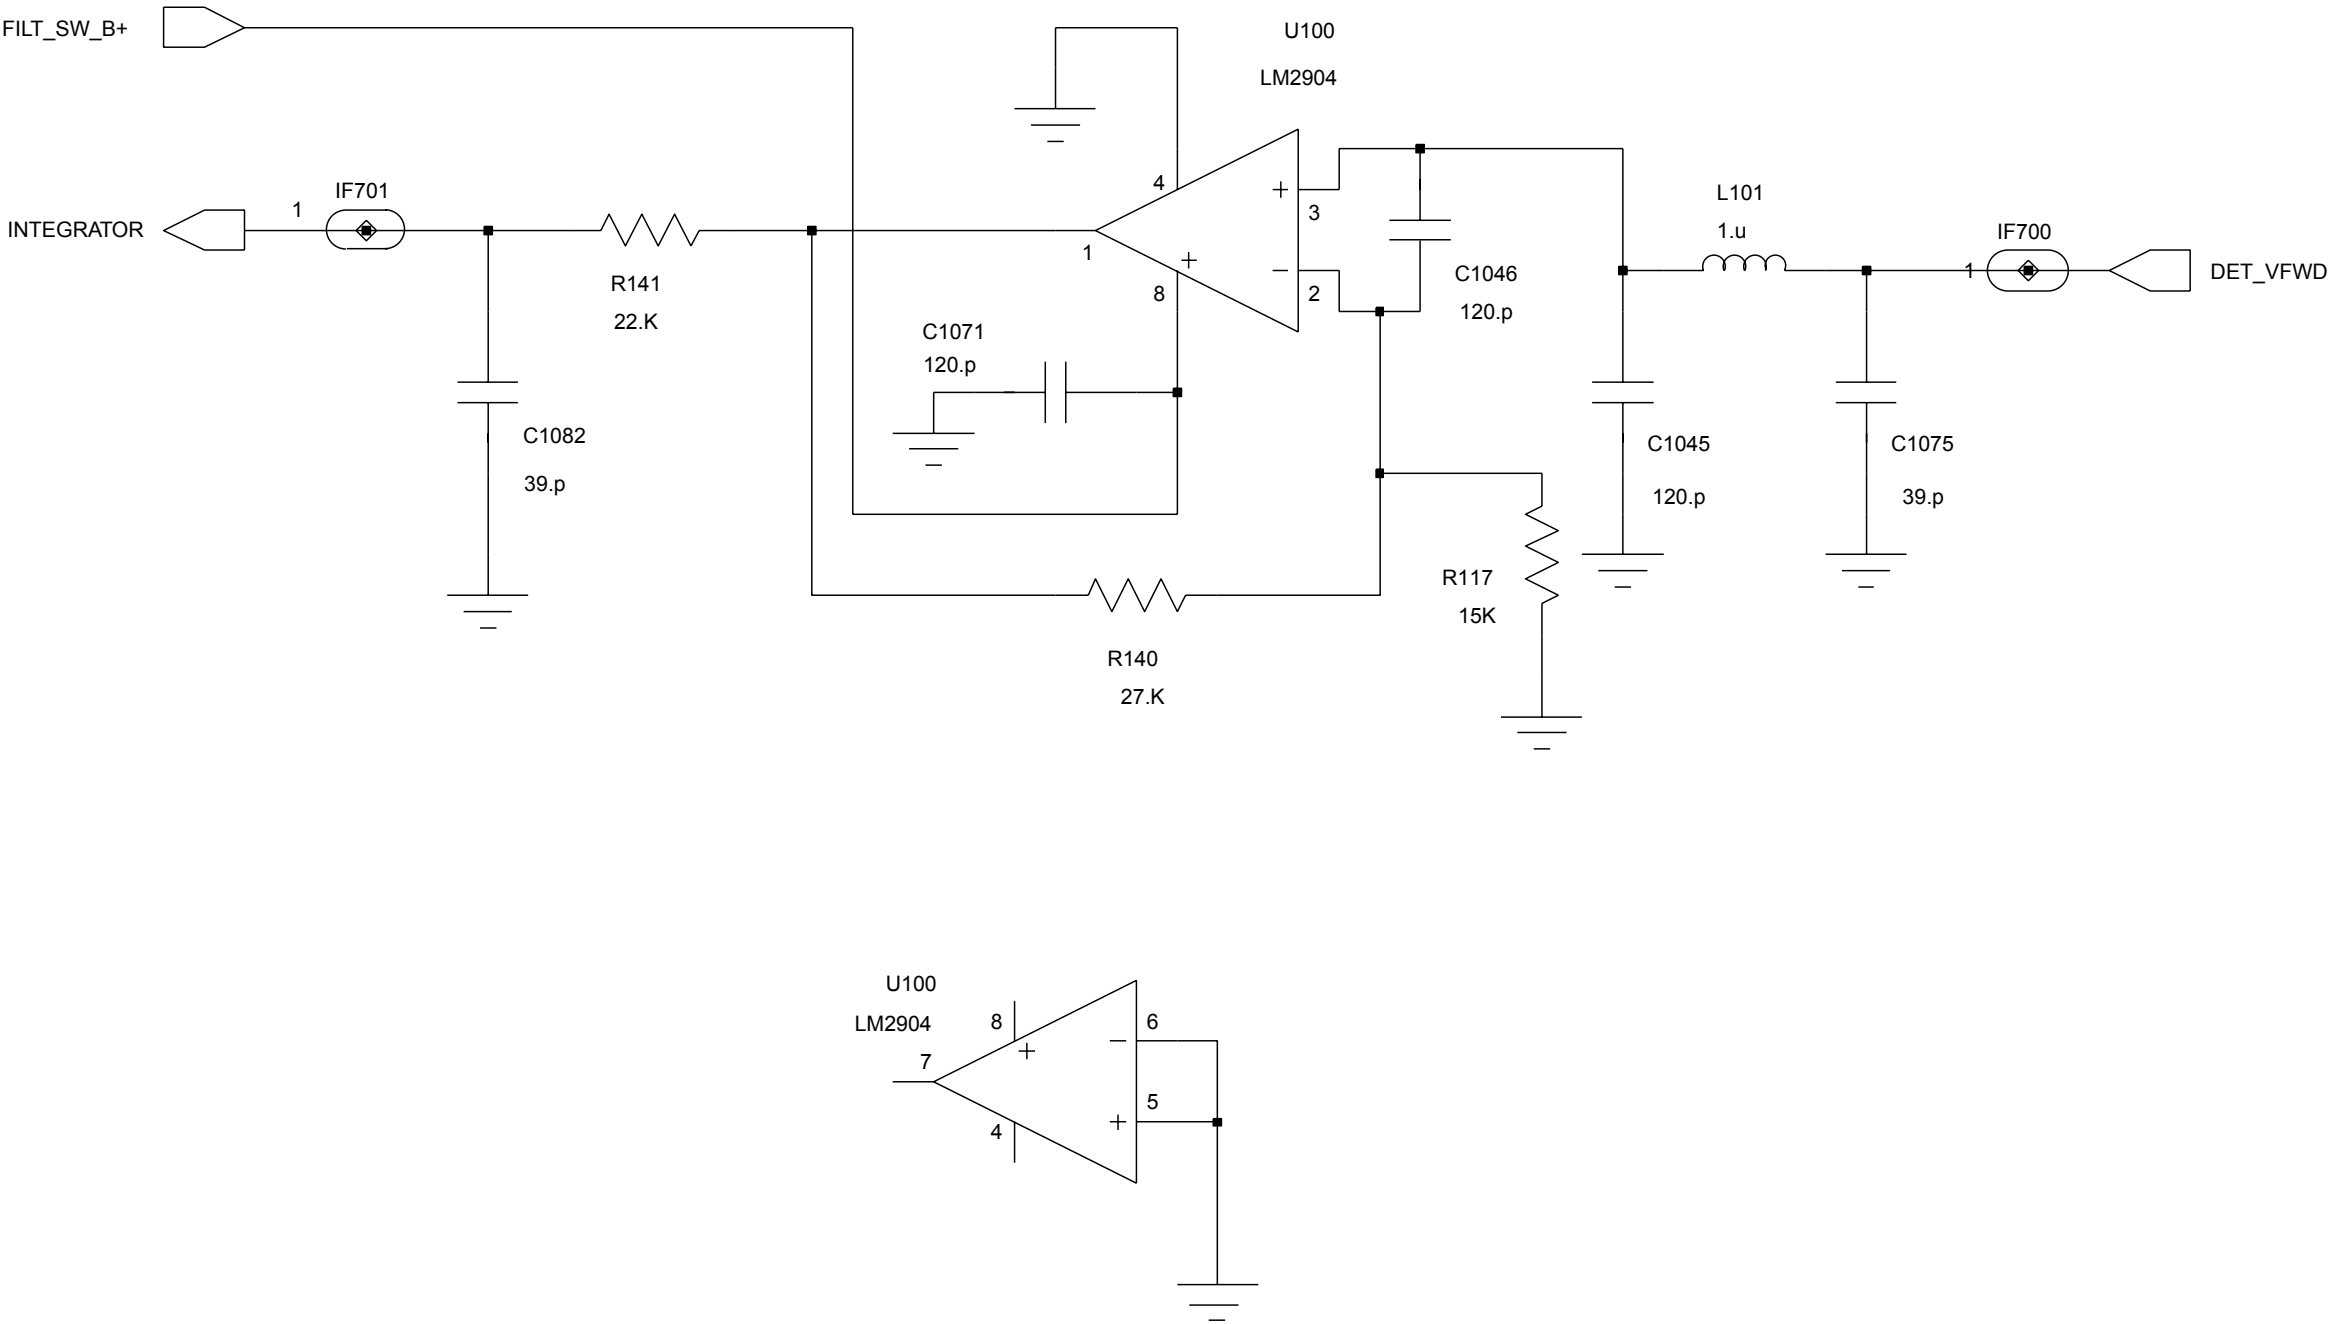 FILT_SW_B+
U100
LM2904
4
IF701
1
INTEGRATOR
R141
22.K
1
+
8
+
3
−
2
C1046
120.p
L101
1.u
IF700
1
DET_VFWD
C1071
120.p
C1082
39.p
C1045
120.p
C1075
39.p
R117
15K
R140
27.K
U100
LM2904
8
+
7
4
−
6
+
5